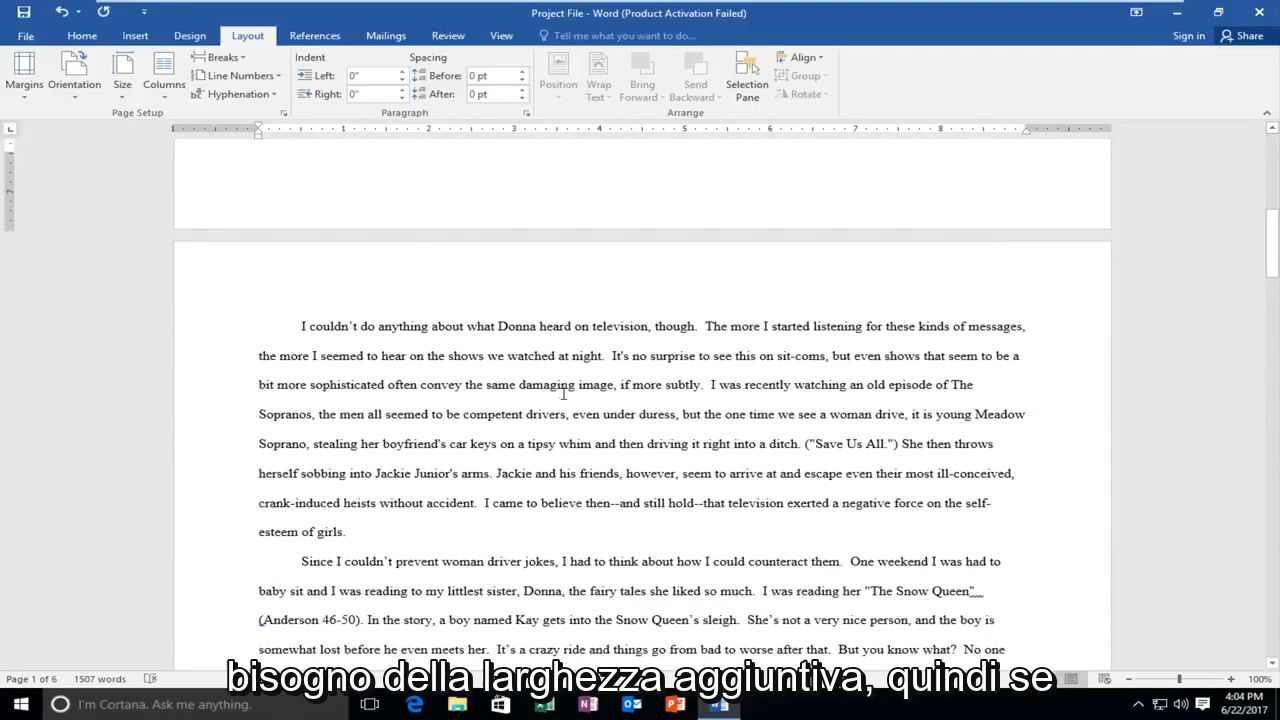 Project File - Word (Product Activation Failed)
File Home Insert Design Layout References Mailings Review View Tell me what you want to do... Sign in Share
Margins Orientation Size Columns Breaks Line Numbers Hyphenation
Page Setup
Indent Spacing
Left: 0" Before: 0 pt
Right: 0" After: 0 pt
Paragraph
Position Wrap Text Bring Forward Send Backward Selection Pane Align Group Rotate
Arrange
1 1 2 3 4 5 6 7 8
7
I couldn't do anything about what Donna heard on television, though. The more I started listening for these kinds of messages,
the more I seemed to hear on the shows we watched at night. It's no surprise to see this on sit-coms, but even shows that seem to be a
bit more sophisticated often convey the same damaging image, if more subtly. I was recently watching an old episode of The
Sopranos, the men all seemed to be competent drivers, even under duress, but the one time we see a woman drive, it is young Meadow
Soprano, stealing her boyfriend's car keys on a tipsy whim and then driving it right into a ditch. ("Save Us All.") She then throws
herself sobbing into Jackie Junior's arms. Jackie and his friends, however, seem to arrive at and escape even their most ill-conceived,
crank-induced heists without accident. I came to believe then--and still hold--that television exerted a negative force on the self-
esteem of girls.
Since I couldn't prevent woman driver jokes, I had to think about how I could counteract them. One weekend I was had to
baby sit and I was reading to my littlest sister, Donna, the fairy tales she liked so much. I was reading her "The Snow Queen"
(Anderson 46-50). In the story, a boy named Kay gets into the Snow Queen's sleigh. She's not a very nice person, and the boy is
somewhat lost before he even meets her. It's a crazy ride and things go from bad to worse after that. But you know what? No one
bisogno della larghezza aggiuntiva, quindi se
Page 1 of 6 1507 words 100%
I'm Cortana. Ask me anything.
4:04 PM
6/22/2017